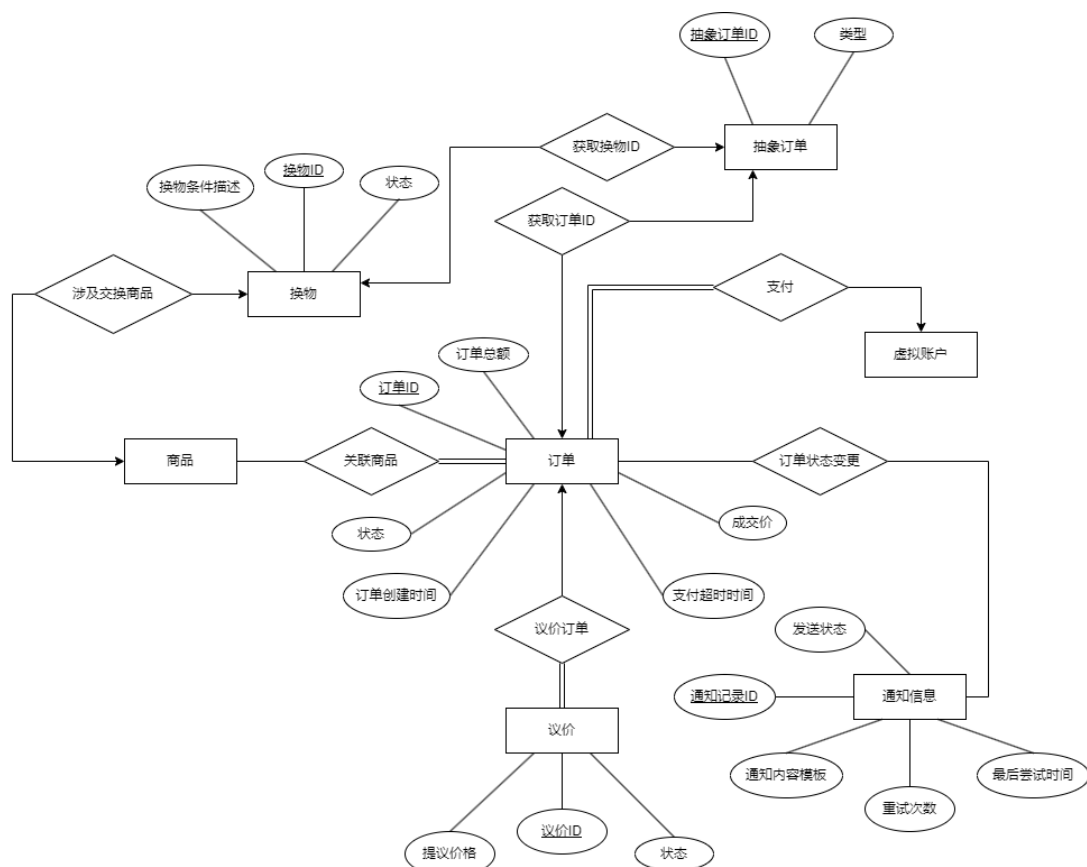 抽象订单ID
类型
获取换物ID
抽象订单
换物条件描述
换物ID
状态
获取订单ID
涉及交换商品
换物
支付
虚拟账户
订单总额
订单ID
商品
关联商品
订单
订单状态变更
状态
成交价
订单创建时间
支付超时时间
议价订单
发送状态
通知记录ID
通知信息
议价
通知内容模板
重试次数
最后尝试时间
提议价格
议价ID
状态